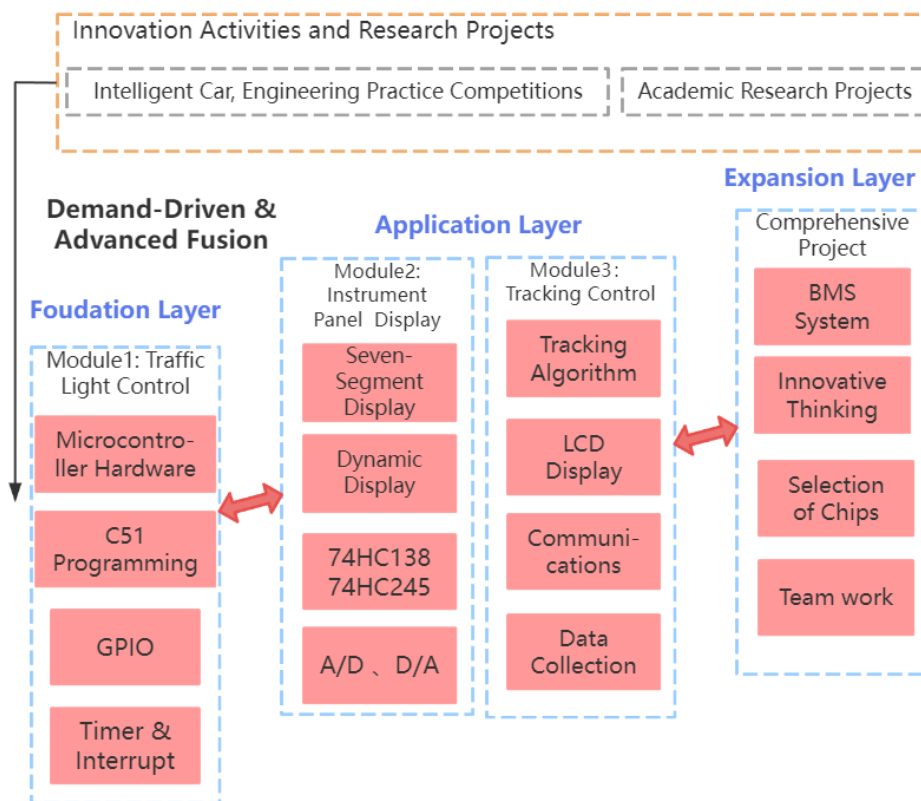 Innovation Activities and Research Projects
Intelligent Car, Engineering Practice Competitions
Academic Research Projects
Demand-Driven &
Advanced Fusion
Foudation Layer
Module1: Traffic
Light Control
Microcontro-
ller Hardware
C51
Programming
GPIO
Timer &
Interrupt
Application Layer
Module2:
Instrument
Panel Display
Seven-
Segment
Display
Dynamic
Display
74HC138
74HC245
A/D 、D/A
Module3：
Tracking Control
Tracking
Algorithm
LCD
Display
Communi-
cations
Data
Collection
Expansion Layer
Comprehensive
Project
BMS
System
Innovative
Thinking
Selection
of Chips
Team work